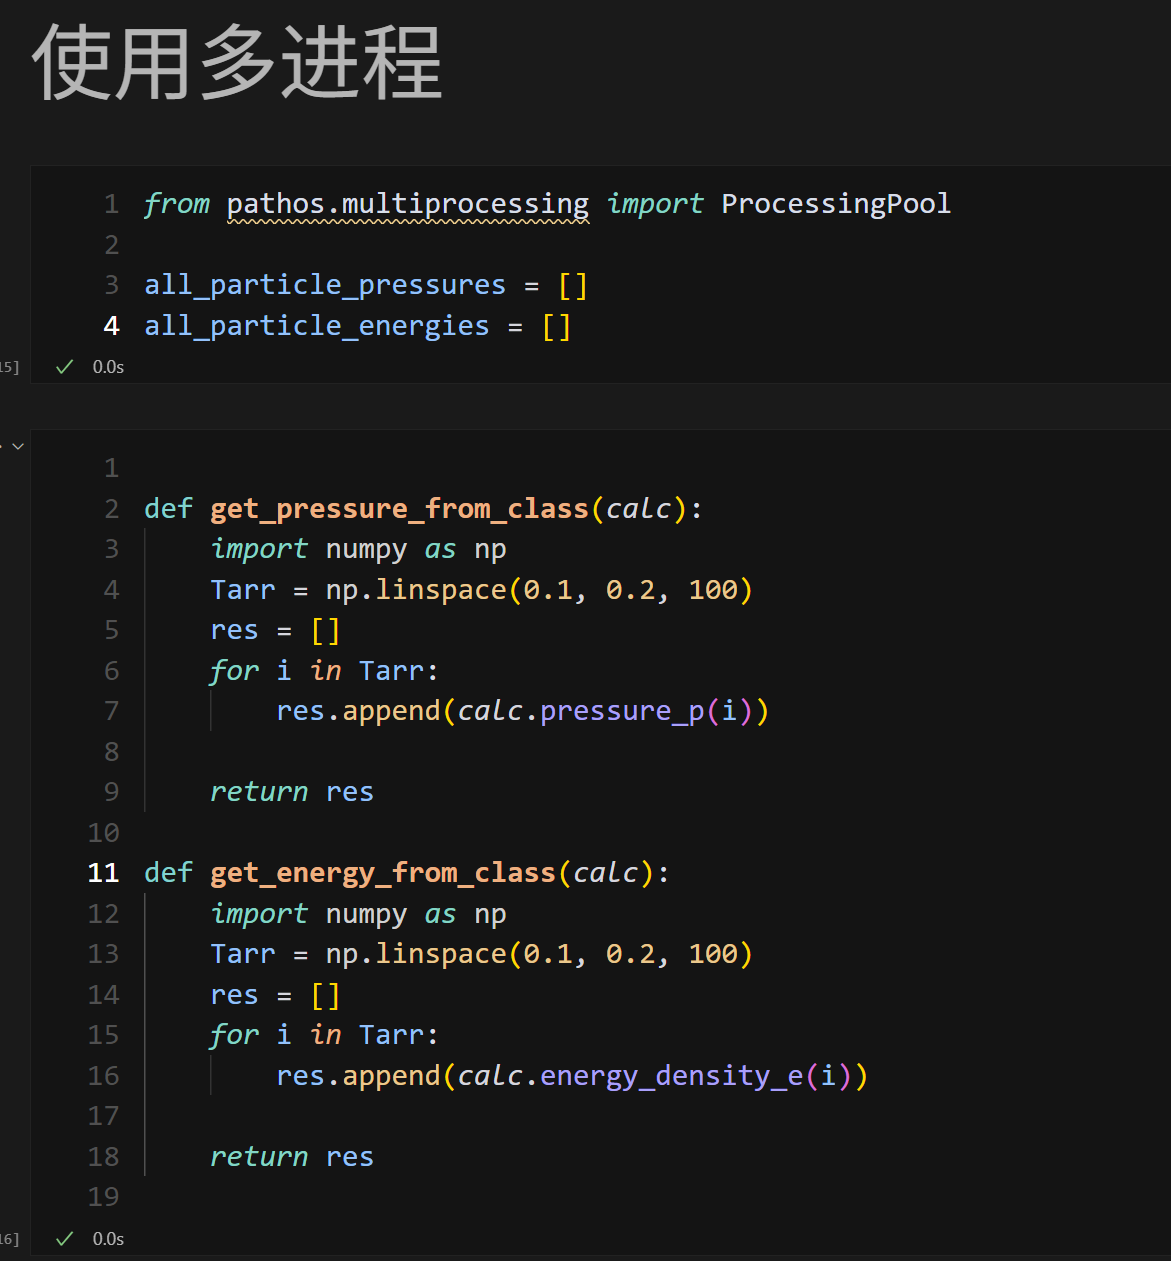 使用多进程
1 from pathos.multiprocessing import ProcessingPool
2
3 all_particle_pressures = []
4 all_particle_energies = []
15] ✓ 0.0s
1
2 def get_pressure_from_class(calc):
3     import numpy as np
4     Tarr = np.linspace(0.1, 0.2, 100)
5     res = []
6     for i in Tarr:
7         res.append(calc.pressure_p(i))
8
9     return res
10
11 def get_energy_from_class(calc):
12     import numpy as np
13     Tarr = np.linspace(0.1, 0.2, 100)
14     res = []
15     for i in Tarr:
16         res.append(calc.energy_density_e(i))
17
18     return res
19
16] ✓ 0.0s